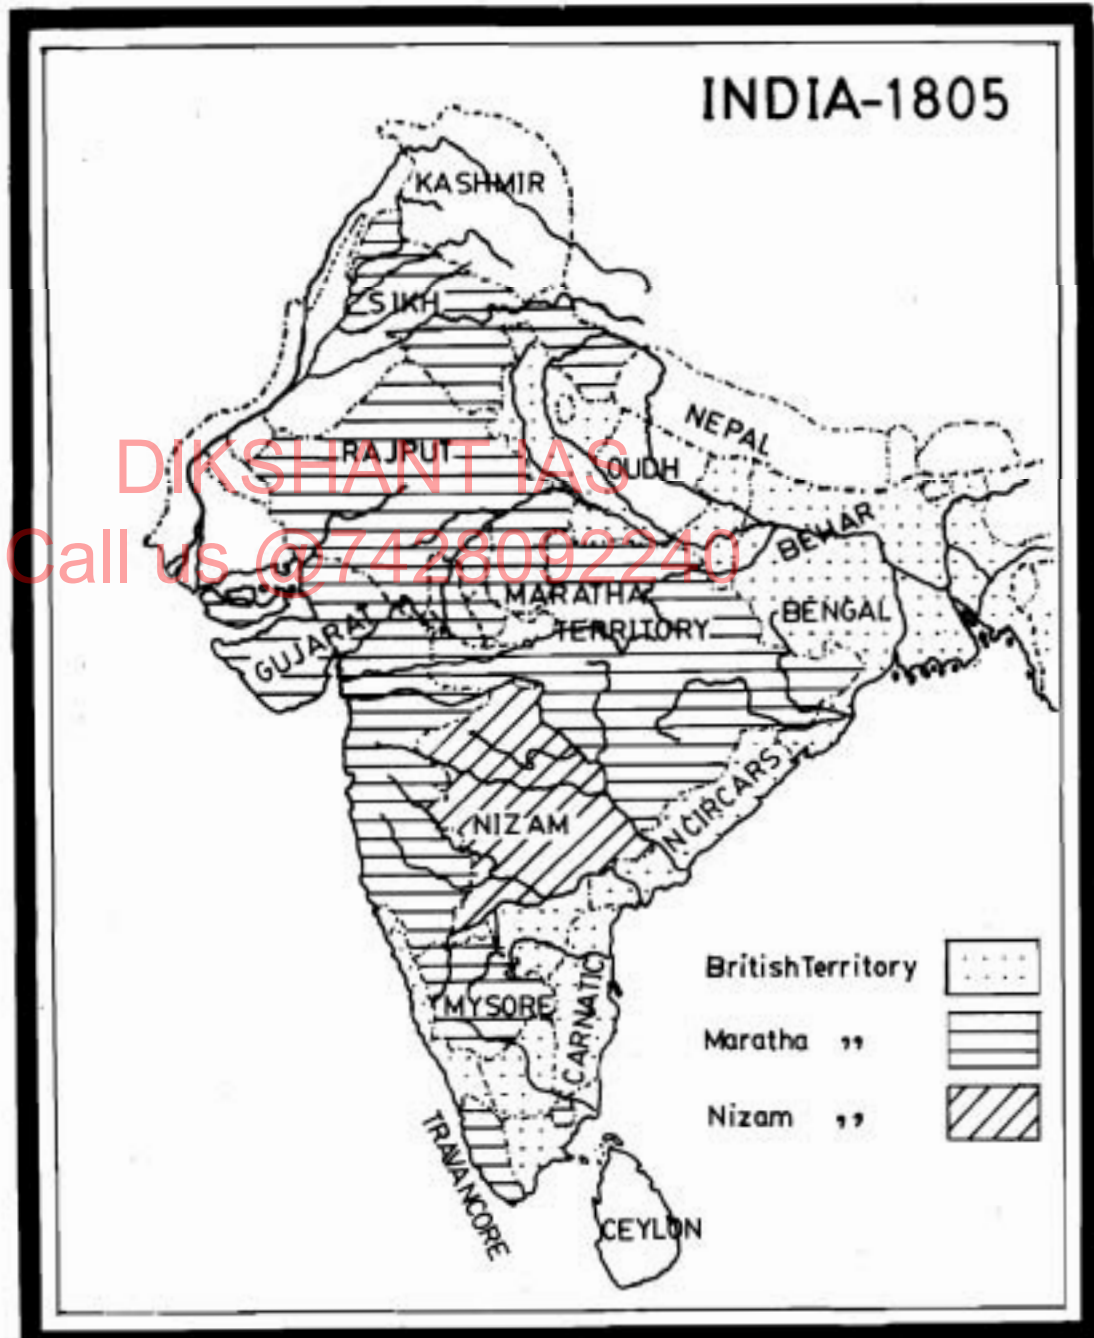 INDIA-1805
KASHMIR
SIKH
NEPAL
RAJPUT
OUDH
DIKSHANT IAS
BEHAR
Call us @7428092240
MARATHA
TERRITORY
BENGAL
GUJARAT
NCIRCARS
NIZAM
British Territory
MYSORE
CARNATIC
Maratha ,,
Nizam ,,
TRAVANCORE
CEYLON